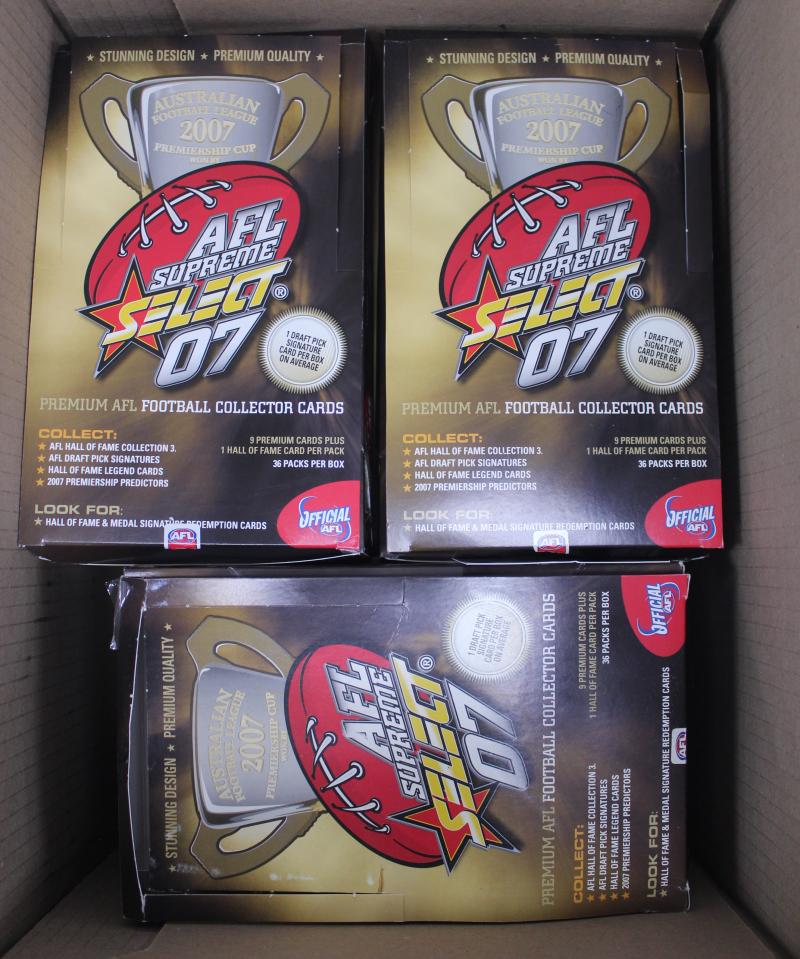 ★ STUNNING DESIGN ★ PREMIUM QUALITY ★
AUSTRALIAN
FOOTBALL LEAGUE
2007
PREMIERSHIP CUP
WON BY
AFL
SUPREME
SELECT®
07
1 DRAFT PICK
SIGNATURE
CARD PER BOX
ON AVERAGE
PREMIUM AFL FOOTBALL COLLECTOR CARDS
COLLECT:
★ AFL HALL OF FAME COLLECTION 3.
★ AFL DRAFT PICK SIGNATURES
★ HALL OF FAME LEGEND CARDS
★ 2007 PREMIERSHIP PREDICTORS
9 PREMIUM CARDS PLUS
1 HALL OF FAME CARD PER PACK
36 PACKS PER BOX
LOOK FOR:
★ HALL OF FAME & MEDAL SIGNATURE REDEMPTION CARDS
AFL
OFFICIAL
AFL
★ STUNNING DESIGN ★ PREMIUM QUALITY ★
AUSTRALIAN
FOOTBALL LEAGUE
2007
PREMIERSHIP CUP
WON BY
AFL
SUPREME
SELECT®
07
1 DRAFT PICK
SIGNATURE
CARD PER BOX
ON AVERAGE
PREMIUM AFL FOOTBALL COLLECTOR CARDS
COLLECT:
★ AFL HALL OF FAME COLLECTION 3.
★ AFL DRAFT PICK SIGNATURES
★ HALL OF FAME LEGEND CARDS
★ 2007 PREMIERSHIP PREDICTORS
9 PREMIUM CARDS PLUS
1 HALL OF FAME CARD PER PACK
36 PACKS PER BOX
LOOK FOR:
★ HALL OF FAME & MEDAL SIGNATURE REDEMPTION CARDS
AFL
OFFICIAL
AFL
★ STUNNING DESIGN ★ PREMIUM QUALITY ★
AUSTRALIAN
FOOTBALL LEAGUE
2007
PREMIERSHIP CUP
WON BY
AFL
SUPREME
SELECT®
07
1 DRAFT PICK
SIGNATURE
CARD PER BOX
ON AVERAGE
PREMIUM AFL FOOTBALL COLLECTOR CARDS
COLLECT:
★ AFL HALL OF FAME COLLECTION 3.
★ AFL DRAFT PICK SIGNATURES
★ HALL OF FAME LEGEND CARDS
★ 2007 PREMIERSHIP PREDICTORS
9 PREMIUM CARDS PLUS
1 HALL OF FAME CARD PER PACK
36 PACKS PER BOX
LOOK FOR:
★ HALL OF FAME & MEDAL SIGNATURE REDEMPTION CARDS
AFL
OFFICIAL
AFL